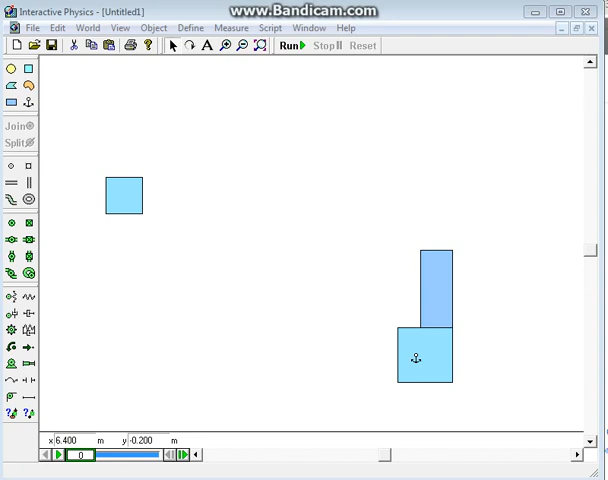 www.Bandicam.com
Interactive Physics - [Untitled1]
File Edit World View Object Define Measure Script Window Help
Run Stop Reset
Join
Split
x 6.400 m y -0.200 m
0